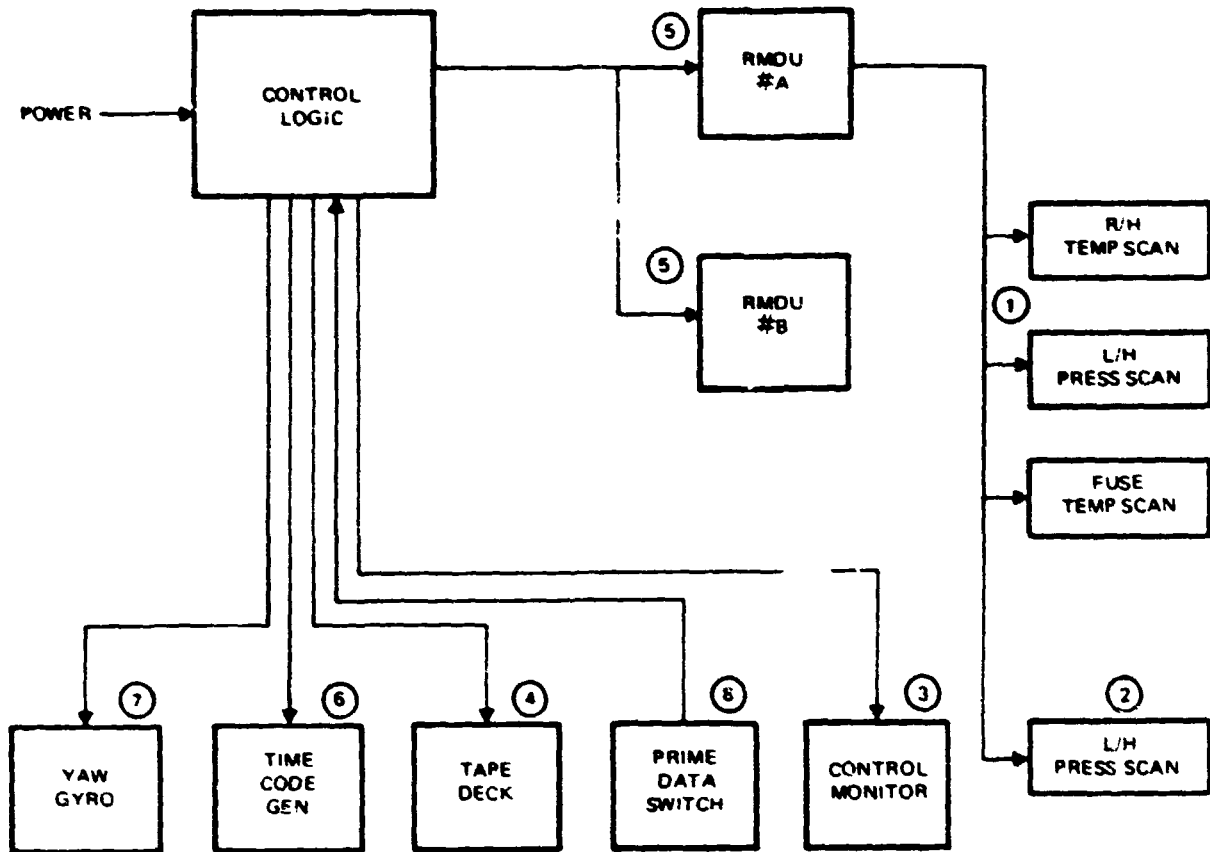 5
RMDU
#A
CONTROL
LOGIC
POWER
R/H
TEMP SCAN
5
RMDU
#B
1
L/H
PRESS SCAN
FUSE
TEMP SCAN
7
6
4
8
3
2
YAW
GYRO
TIME
CODE
GEN
TAPE
DECK
PRIME
DATA
SWITCH
CONTROL
MONITOR
L/H
PRESS SCAN